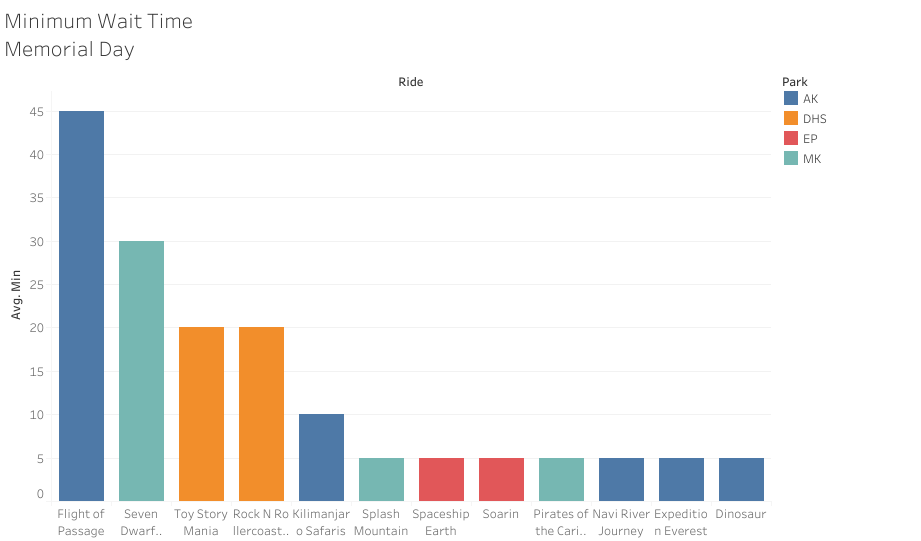 Minimum Wait Time
Memorial Day
Ride
Park
AK
DHS
EP
MK
Avg. Min
45
40
35
30
25
20
15
10
5
0
Flight of
Passage
Seven
Dwarf..
Toy Story
Mania
Rock N Ro
llercoast..
Kilimanjar
o Safaris
Splash
Mountain
Spaceship
Earth
Soarin
Pirates of
the Cari..
Navi River
Journey
Expeditio
n Everest
Dinosaur